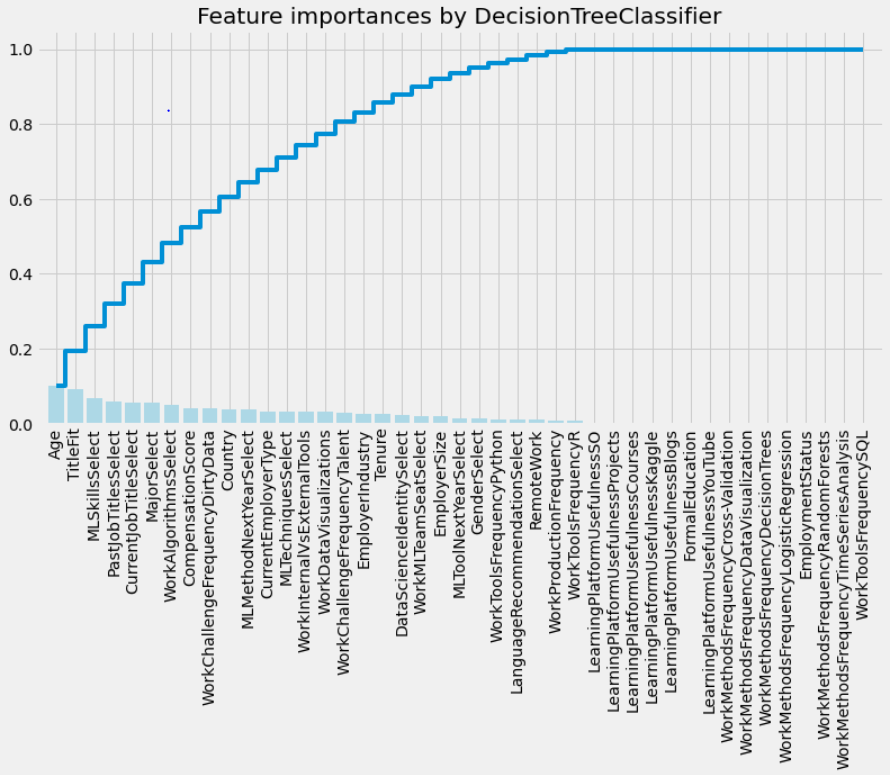 Feature importances by DecisionTreeClassifier
1.0
0.8
0.6
0.4
0.2
0.0
Age
TitleFit
MLSkillsSelect
PastJobTitlesSelect
CurrentJobTitleSelect
MajorSelect
WorkAlgorithmsSelect
CompensationScore
WorkChallengeFrequencyDirtyData
Country
MLMethodNextYearSelect
CurrentEmployerType
MLTechniquesSelect
WorkInternalVsExternalTools
WorkDataVisualizations
WorkChallengeFrequencyTalent
EmployerIndustry
Tenure
DataScienceIdentitySelect
WorkMLTeamSeatSelect
EmployerSize
MLToolNextYearSelect
GenderSelect
WorkToolsFrequencyPython
LanguageRecommendationSelect
RemoteWork
WorkProductionFrequency
WorkToolsFrequencyR
LearningPlatformUsefulnessSO
LearningPlatformUsefulnessProjects
LearningPlatformUsefulnessCourses
LearningPlatformUsefulnessKaggle
LearningPlatformUsefulnessBlogs
FormalEducation
LearningPlatformUsefulnessYouTube
WorkMethodsFrequencyCross-Validation
WorkMethodsFrequencyDataVisualization
WorkMethodsFrequencyDecisionTrees
WorkMethodsFrequencyLogisticRegression
EmploymentStatus
WorkMethodsFrequencyRandomForests
WorkMethodsFrequencyTimeSeriesAnalysis
WorkToolsFrequencySQL